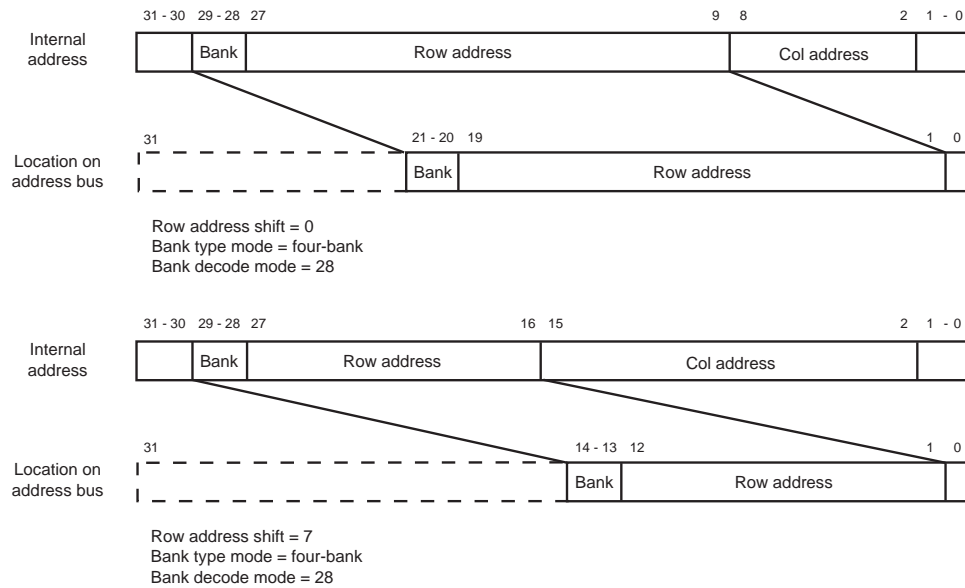 31 - 30 29 - 28 27 9 8 2 1 - 0
Internal address Bank Row address Col address
31 21 - 20 19 1 0
Location on address bus Bank Row address
Row address shift = 0
Bank type mode = four-bank
Bank decode mode = 28
31 - 30 29 - 28 27 16 15 2 1 - 0
Internal address Bank Row address Col address
31 14 - 13 12 1 0
Location on address bus Bank Row address
Row address shift = 7
Bank type mode = four-bank
Bank decode mode = 28